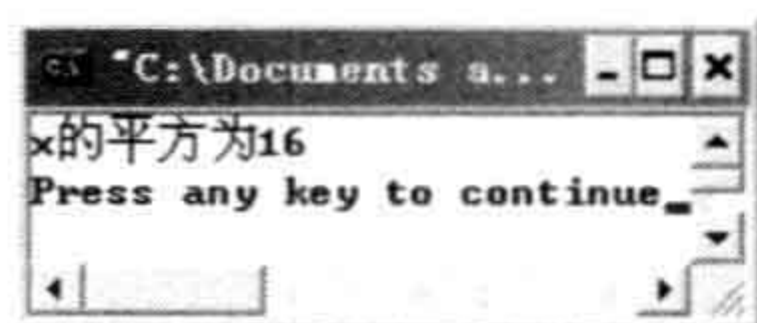 "C:\Documents a...
x的平方为16
Press any key to continue_